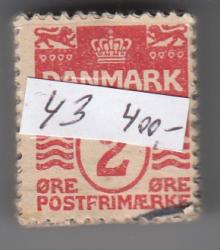 DANMARK
43 400,-
2
ØRE ØRE
POSTFRIMÆRKE